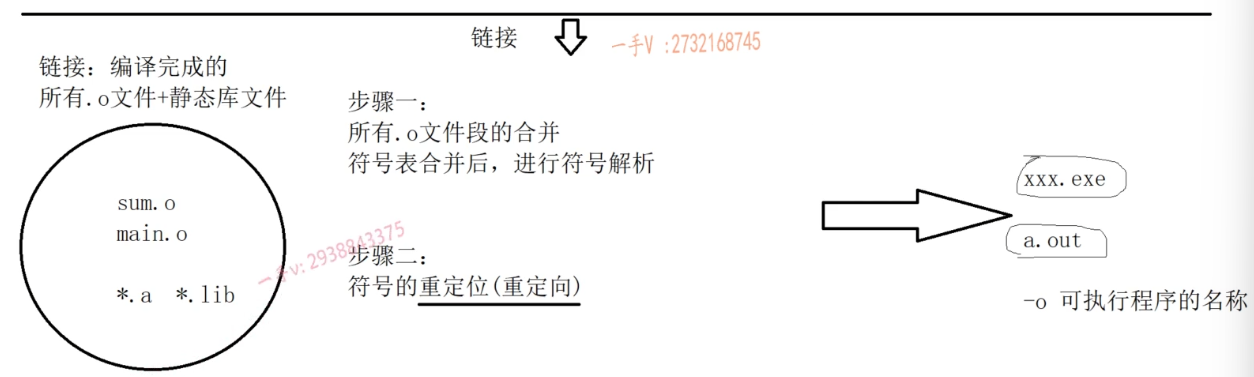 链接
一手V :2732168745
链接：编译完成的
所有.o文件+静态库文件
sum.o
main.o
*.a *.lib
步骤一：
所有.o文件段的合并
符号表合并后，进行符号解析
一手v:2938843375
步骤二：
符号的重定位(重定向)
xxx.exe
a.out
-o 可执行程序的名称